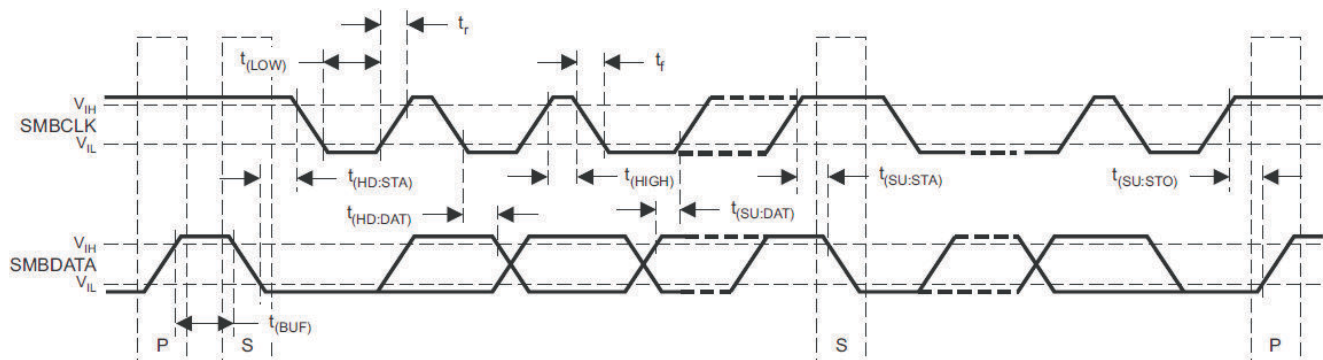 t_r
t_(LOW)
t_f
V_IH
SMBCLK
V_IL
t_(HD:STA)
t_(HIGH)
t_(SU:STA)
t_(SU:STO)
t_(HD:DAT)
t_(SU:DAT)
V_IH
SMBDATA
V_IL
t_(BUF)
P
S
S
P